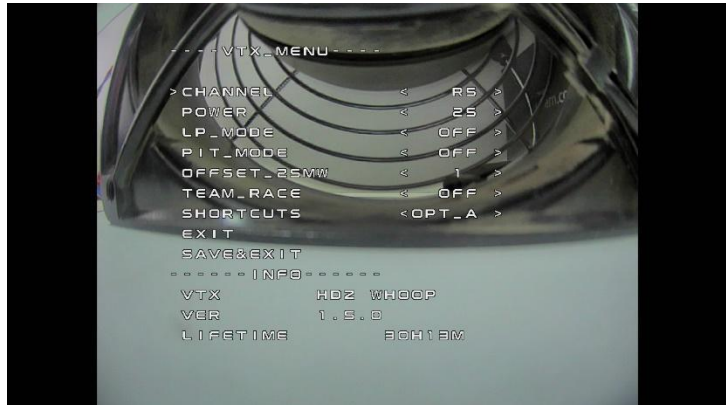 ----VTX_MENU----
>CHANNEL < R5 >
POWER < 25 >
LP_MODE < OFF >
PIT_MODE < OFF >
OFFSET_25MW < 1 >
TEAM_RACE < OFF >
SHORTCUTS <OPT_A >
EXIT
SAVE&EXIT
------INFO------
VTX HDZ WHOOP
VER 1.5.0
LIFETIME 30H13M